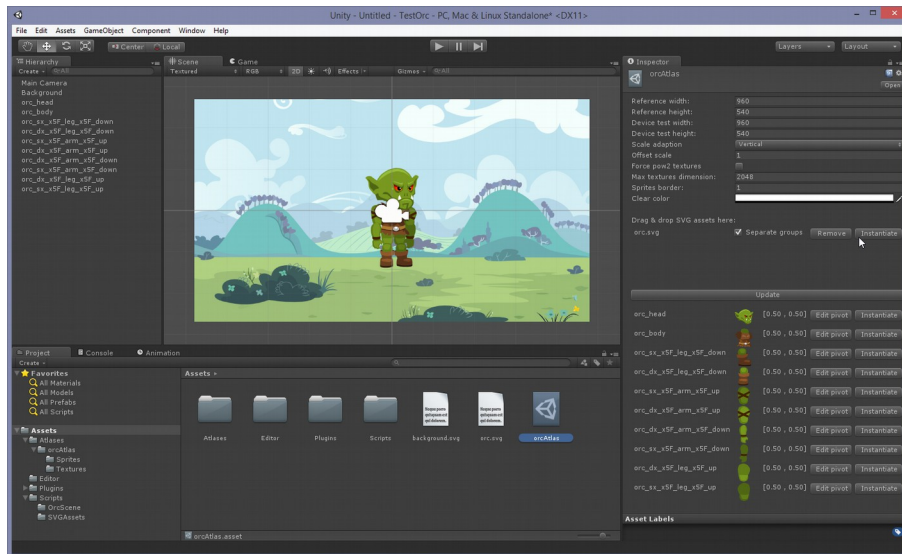 Unity - Untitled - TestOrc - PC, Mac & Linux Standalone* <DX11>
File Edit Assets GameObject Component Window Help
Center Local Layers Layout
Hierarchy
Create All
Main Camera
Background
orc_head
orc_body
orc_sx_x5F_leg_x5F_down
orc_dx_x5F_leg_x5F_down
orc_sx_x5F_arm_x5F_up
orc_dx_x5F_arm_x5F_up
orc_dx_x5F_arm_x5F_down
orc_sx_x5F_arm_x5F_down
orc_dx_x5F_leg_x5F_up
orc_sx_x5F_leg_x5F_up
Scene Game
Textured RGB 2D Effects Gizmos All
Inspector
orcAtlas
Open
Reference width: 960
Reference height: 540
Device test width: 960
Device test height: 540
Scale adaption Vertical
Offset scale 1
Force pow2 textures
Max textures dimension: 2048
Sprites border: 1
Clear color
Drag & drop SVG assets here:
orc.svg Separate groups Remove Instantiate
Update
orc_head [0.50 , 0.50] Edit pivot Instantiate
orc_body [0.50 , 0.50] Edit pivot Instantiate
orc_sx_x5F_leg_x5F_down [0.50 , 0.50] Edit pivot Instantiate
orc_dx_x5F_leg_x5F_down [0.50 , 0.50] Edit pivot Instantiate
orc_sx_x5F_arm_x5F_up [0.50 , 0.50] Edit pivot Instantiate
orc_dx_x5F_arm_x5F_up [0.50 , 0.50] Edit pivot Instantiate
orc_dx_x5F_arm_x5F_down [0.50 , 0.50] Edit pivot Instantiate
orc_sx_x5F_arm_x5F_down [0.50 , 0.50] Edit pivot Instantiate
orc_dx_x5F_leg_x5F_up [0.50 , 0.50] Edit pivot Instantiate
orc_sx_x5F_leg_x5F_up [0.50 , 0.50] Edit pivot Instantiate
Asset Labels
Project Console Animation
Create
Favorites
All Materials
All Models
All Prefabs
All Scripts
Assets
Atlases
orcAtlas
Sprites
Textures
Editor
Plugins
Scripts
OrcScene
SVGAssets
Assets
Atlases Editor Plugins Scripts background.svg orc.svg orcAtlas
orcAtlas.asset